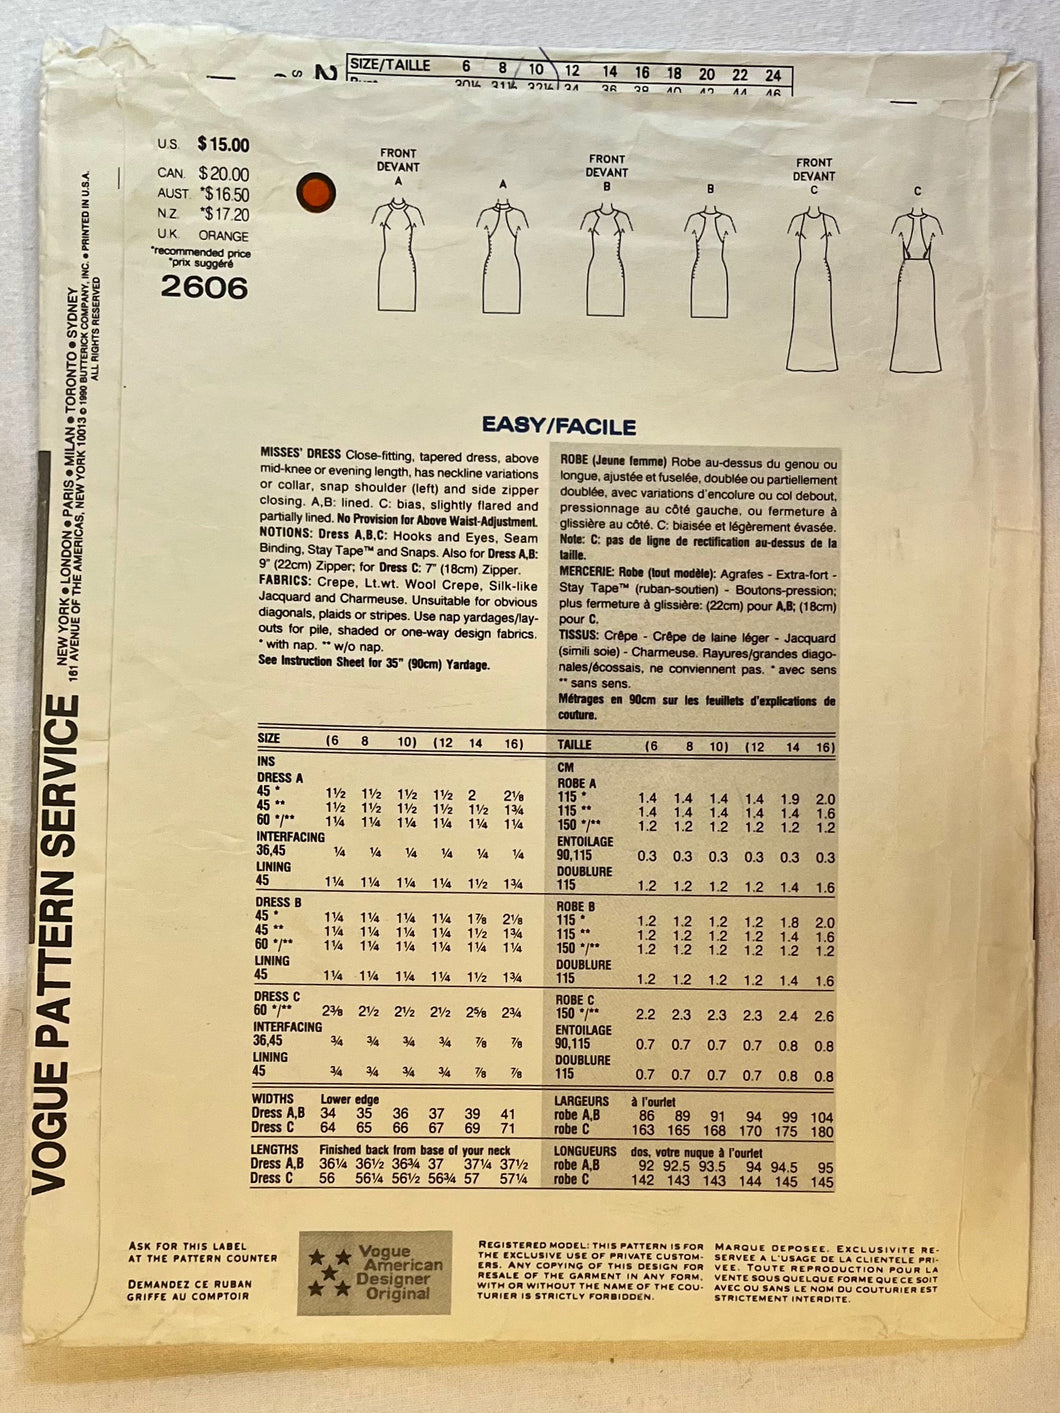 SIZE/TAILLE 6 8 10 12 14 16 18 20 22 24
U.S. $15.00
CAN. $20.00
AUST. *$16.50
N.Z. *$17.20
U.K. ORANGE
*recommended price
*prix suggéré
2606
FRONT
DEVANT
A
A
FRONT
DEVANT
B
B
FRONT
DEVANT
C
C
VOGUE PATTERN SERVICE
NEW YORK ● LONDON ● PARIS ● MILAN ● TORONTO ● SYDNEY
161 AVENUE OF THE AMERICAS, NEW YORK 10013 © 1990 BUTTERICK COMPANY, INC. ● PRINTED IN U.S.A.
ALL RIGHTS RESERVED
EASY/FACILE
MISSES' DRESS Close-fitting, tapered dress, above
mid-knee or evening length, has neckline variations
or collar, snap shoulder (left) and side zipper
closing. A,B: lined. C: bias, slightly flared and
partially lined. No Provision for Above Waist-Adjustment.
NOTIONS: Dress A,B,C: Hooks and Eyes, Seam
Binding, Stay Tape™ and Snaps. Also for Dress A,B:
9" (22cm) Zipper; for Dress C: 7" (18cm) Zipper.
FABRICS: Crepe, Lt.wt. Wool Crepe, Silk-like
Jacquard and Charmeuse. Unsuitable for obvious
diagonals, plaids or stripes. Use nap yardages/lay-
outs for pile, shaded or one-way design fabrics.
* with nap. ** w/o nap.
See Instruction Sheet for 35" (90cm) Yardage.
ROBE (Jeune femme) Robe au-dessus du genou ou
longue, ajustée et fuselée, doublée ou partiellement
doublée, avec variations d'encolure ou col debout,
pressionnage au côté gauche, ou fermeture à
glissière au côté. C: biaisée et légèrement évasée.
Note: C: pas de ligne de rectification au-dessus de la
taille.
MERCERIE: Robe (tout modèle): Agrafes - Extra-fort -
Stay Tape™ (ruban-soutien) - Boutons-pression;
plus fermeture à glissière: (22cm) pour A,B; (18cm)
pour C.
TISSUS: Crêpe - Crêpe de laine léger - Jacquard
(simili soie) - Charmeuse. Rayures/grandes diago-
nales/écossais, ne conviennent pas. * avec sens
** sans sens.
Métrages en 90cm sur les feuillets d'explications de
couture.
SIZE (6 8 10) (12 14 16)
INS
DRESS A
45 * 1½ 1½ 1½ 1½ 2 2⅛
45 ** 1½ 1½ 1½ 1½ 1½ 1¾
60 */** 1¼ 1¼ 1¼ 1¼ 1¼ 1¼
INTERFACING
36,45 ¼ ¼ ¼ ¼ ¼ ¼
LINING
45 1¼ 1¼ 1¼ 1¼ 1½ 1¾
DRESS B
45 * 1¼ 1¼ 1¼ 1¼ 1⅞ 2⅛
45 ** 1¼ 1¼ 1¼ 1¼ 1½ 1¾
60 */** 1¼ 1¼ 1¼ 1¼ 1¼ 1¼
LINING
45 1¼ 1¼ 1¼ 1¼ 1½ 1¾
DRESS C
60 */** 2⅜ 2½ 2½ 2½ 2⅝ 2¾
INTERFACING
36,45 ¾ ¾ ¾ ¾ ⅞ ⅞
LINING
45 ¾ ¾ ¾ ¾ ⅞ ⅞
WIDTHS Lower edge
Dress A,B 34 35 36 37 39 41
Dress C 64 65 66 67 69 71
LENGTHS Finished back from base of your neck
Dress A,B 36¼ 36½ 36¾ 37 37¼ 37½
Dress C 56 56¼ 56½ 56¾ 57 57¼
TAILLE (6 8 10) (12 14 16)
CM
ROBE A
115 * 1.4 1.4 1.4 1.4 1.9 2.0
115 ** 1.4 1.4 1.4 1.4 1.4 1.6
150 */** 1.2 1.2 1.2 1.2 1.2 1.2
ENTOILAGE
90,115 0.3 0.3 0.3 0.3 0.3 0.3
DOUBLURE
115 1.2 1.2 1.2 1.2 1.4 1.6
ROBE B
115 * 1.2 1.2 1.2 1.2 1.8 2.0
115 ** 1.2 1.2 1.2 1.2 1.4 1.6
150 */** 1.2 1.2 1.2 1.2 1.2 1.2
DOUBLURE
115 1.2 1.2 1.2 1.2 1.4 1.6
ROBE C
150 */** 2.2 2.3 2.3 2.3 2.4 2.6
ENTOILAGE
90,115 0.7 0.7 0.7 0.7 0.8 0.8
DOUBLURE
115 0.7 0.7 0.7 0.7 0.8 0.8
LARGEURS à l'ourlet
robe A,B 86 89 91 94 99 104
robe C 163 165 168 170 175 180
LONGUEURS dos, votre nuque à l'ourlet
robe A,B 92 92.5 93.5 94 94.5 95
robe C 142 143 143 144 145 145
ASK FOR THIS LABEL
AT THE PATTERN COUNTER
DEMANDEZ CE RUBAN
GRIFFE AU COMPTOIR
Vogue
American
Designer
Original
REGISTERED MODEL: THIS PATTERN IS FOR
THE EXCLUSIVE USE OF PRIVATE CUSTOM-
ERS. ANY COPYING OF THIS DESIGN FOR
RESALE OF THE GARMENT IN ANY FORM,
WITH OR WITHOUT THE NAME OF THE COU-
TURIER IS STRICTLY FORBIDDEN.
MARQUE DEPOSEE. EXCLUSIVITE RE-
SERVEE A L'USAGE DE LA CLIENTELE PRI-
VEE. TOUTE REPRODUCTION POUR LA
VENTE SOUS QUELQUE FORME QUE CE SOIT
AVEC OU SANS LE NOM DU COUTURIER EST
STRICTEMENT INTERDITE.